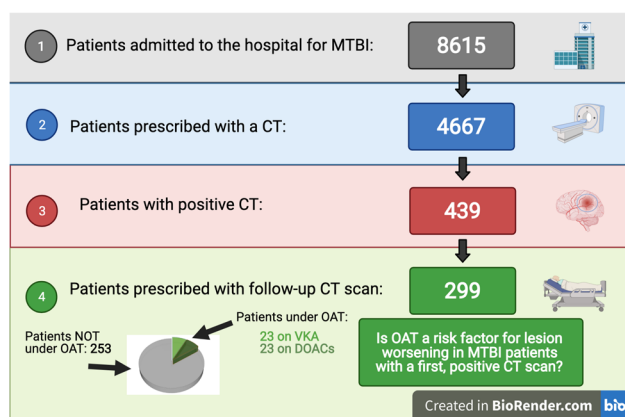 1 Patients admitted to the hospital for MTBI: 8615
2 Patients prescribed with a CT: 4667
3 Patients with positive CT: 439
4 Patients prescribed with follow-up CT scan: 299
Patients NOT
under OAT: 253
Patients under OAT:
23 on VKA
23 on DOACs
Is OAT a risk factor for lesion
worsening in MTBI patients
with a first, positive CT scan?
Created in BioRender.com bio